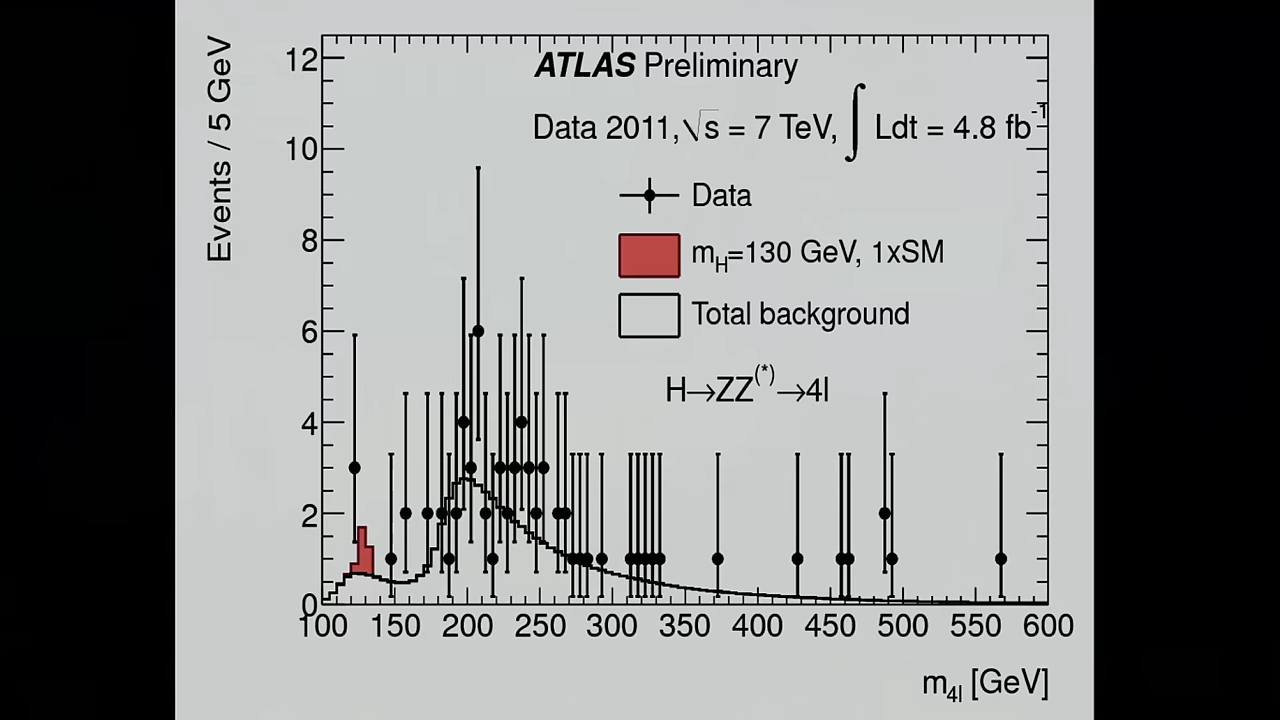 Events / 5 GeV
ATLAS Preliminary
Data 2011, √s = 7 TeV, ∫ Ldt = 4.8 fb⁻¹
Data
m_H=130 GeV, 1xSM
Total background
H→ZZ⁽*⁾→4l
12
10
8
6
4
2
0
100 150 200 250 300 350 400 450 500 550 600
m_4l [GeV]